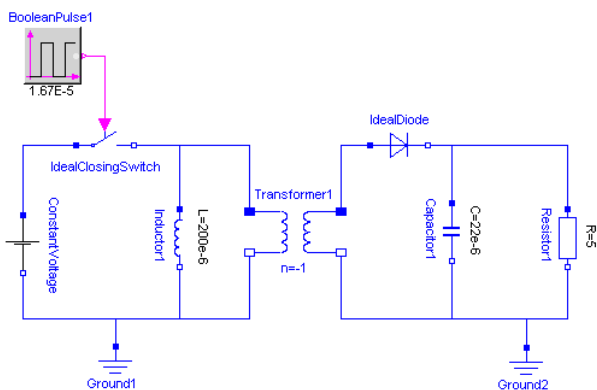 BooleanPulse1
1.67E-5
IdealClosingSwitch
ConstantVoltage
L=200e-6
Inductor1
Transformer1
n=-1
IdealDiode
C=22e-6
Capacitor1
R=5
Resistor1
Ground1
Ground2